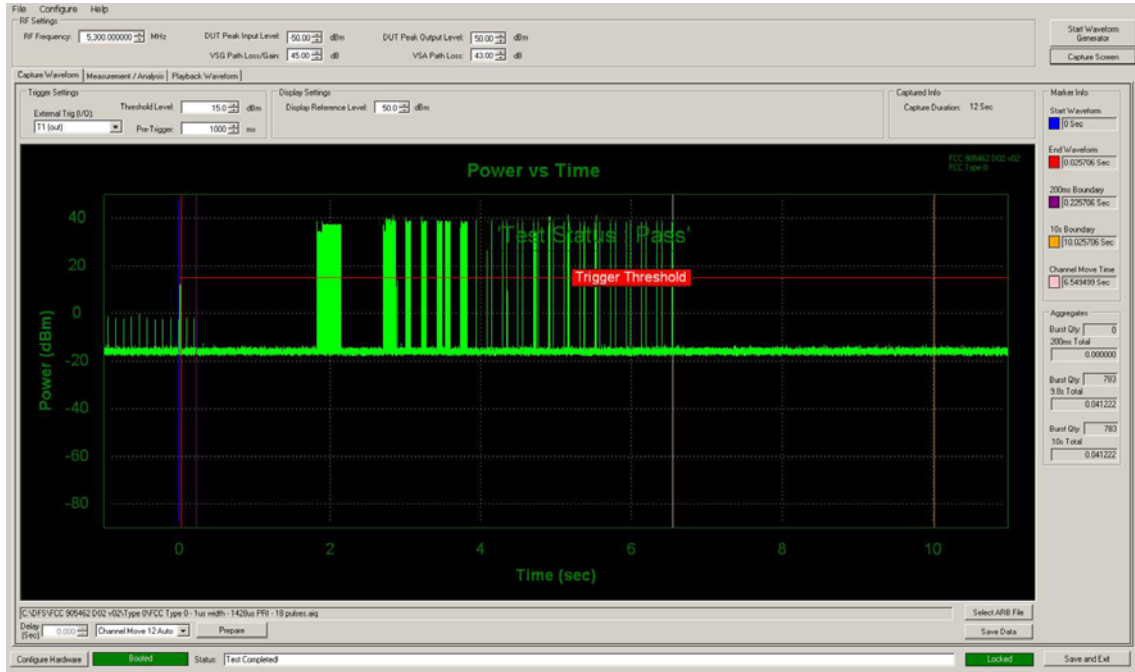 File Configure Help
RF Settings
RF Frequency: 5,300.000000 MHz
DUT Peak Input Level: -50.00 dBm
DUT Peak Output Level: 50.00 dBm
VSG Path Loss/Gain: 45.00 dB
VSA Path Loss: 43.00 dB
Start Waveform Generator
Capture Screen
Capture Waveform Measurement / Analysis Playback Waveform
Trigger Settings
External Trig (I/O):
T1 (out)
Threshold Level: 15.0 dBm
Pre-Trigger: 1000 ms
Display Settings
Display Reference Level: 50.0 dBm
Captured Info
Capture Duration: 12 Sec
Marker Info
Start Waveform
0 Sec
End Waveform
0.025706 Sec
200ms Boundary
0.225706 Sec
10s Boundary
10.025706 Sec
Channel Move Time
6.549499 Sec
Aggregates
Burst Qty: 0
200ms Total
0.000000
Burst Qty: 783
9.8s Total
0.041222
Burst Qty: 783
10s Total
0.041222
Power vs Time
FCC 905462 D02 v02
FCC Type 0
'Test Status : Pass'
Trigger Threshold
Power (dBm)
40
20
0
-20
-40
-60
-80
0 2 4 6 8 10
Time (sec)
C:\DFS\FCC 905462 D02 v02\Type 0\FCC Type 0 - 1us width - 1428us PRI - 18 pulses.aiq
Select ARB File
Delay (Sec) 0.000 Channel Move 12 Auto Prepare
Save Data
Configure Hardware Booted Status: Test Completed! Locked Save and Exit